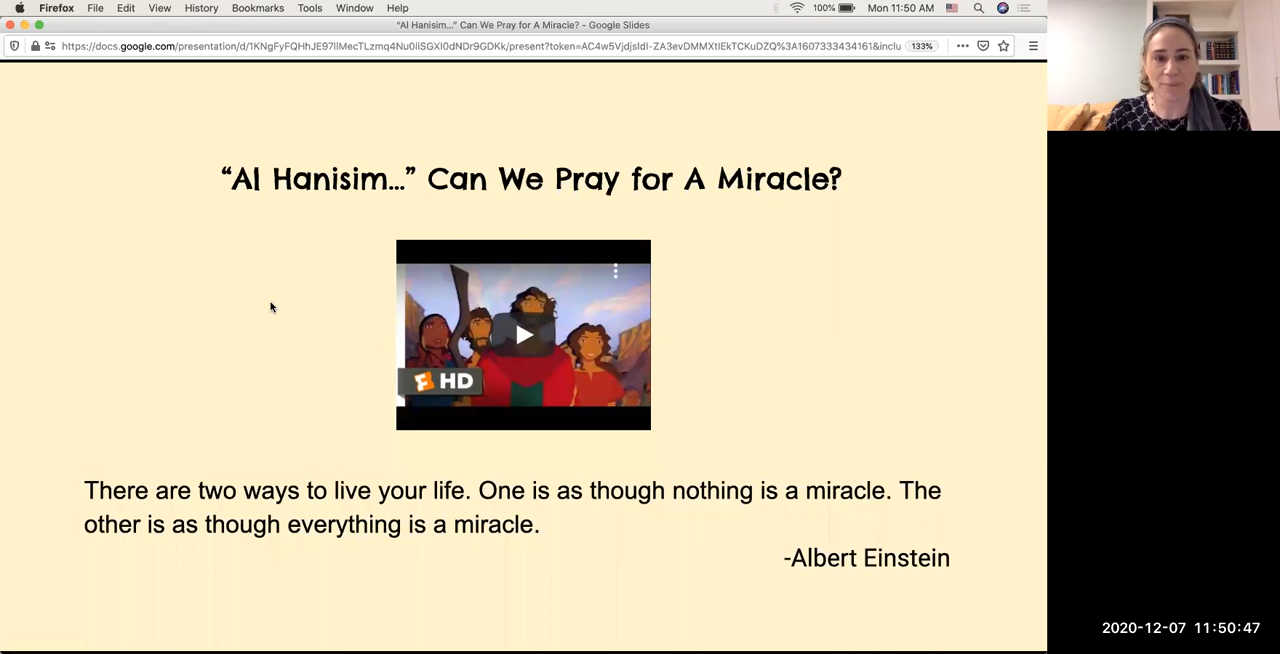 Firefox File Edit View History Bookmarks Tools Window Help 100% Mon 11:50 AM
"Al Hanisim..." Can We Pray for A Miracle? - Google Slides
133%
"Al Hanisim..." Can We Pray for A Miracle?
HD
There are two ways to live your life. One is as though nothing is a miracle. The
other is as though everything is a miracle.
-Albert Einstein
2020-12-07 11:50:47